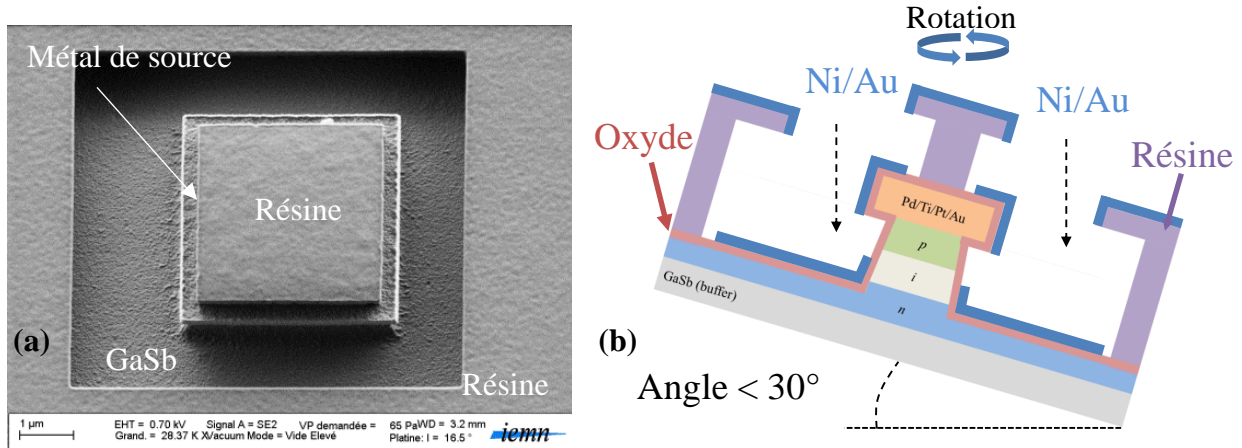 Métal de source
Résine
GaSb
Résine
(a)
1 µm
EHT = 0.70 kV
Signal A = SE2
VP demandée =
65 Pa
WD = 3.2 mm
Grand. = 28.37 K X
Vacuum Mode = Vide Elevé
Platine: I = 16.5 °
iemn
Rotation
Ni/Au
Ni/Au
Oxyde
Résine
Pd/Ti/Pt/Au
p
i
n
GaSb (buffer)
(b)
Angle < 30°